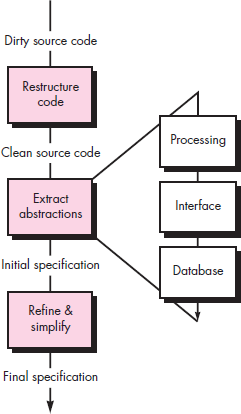 Dirty source code
Restructure
code
Clean source code
Extract
abstractions
Initial specification
Refine &
simplify
Final specification
Processing
Interface
Database